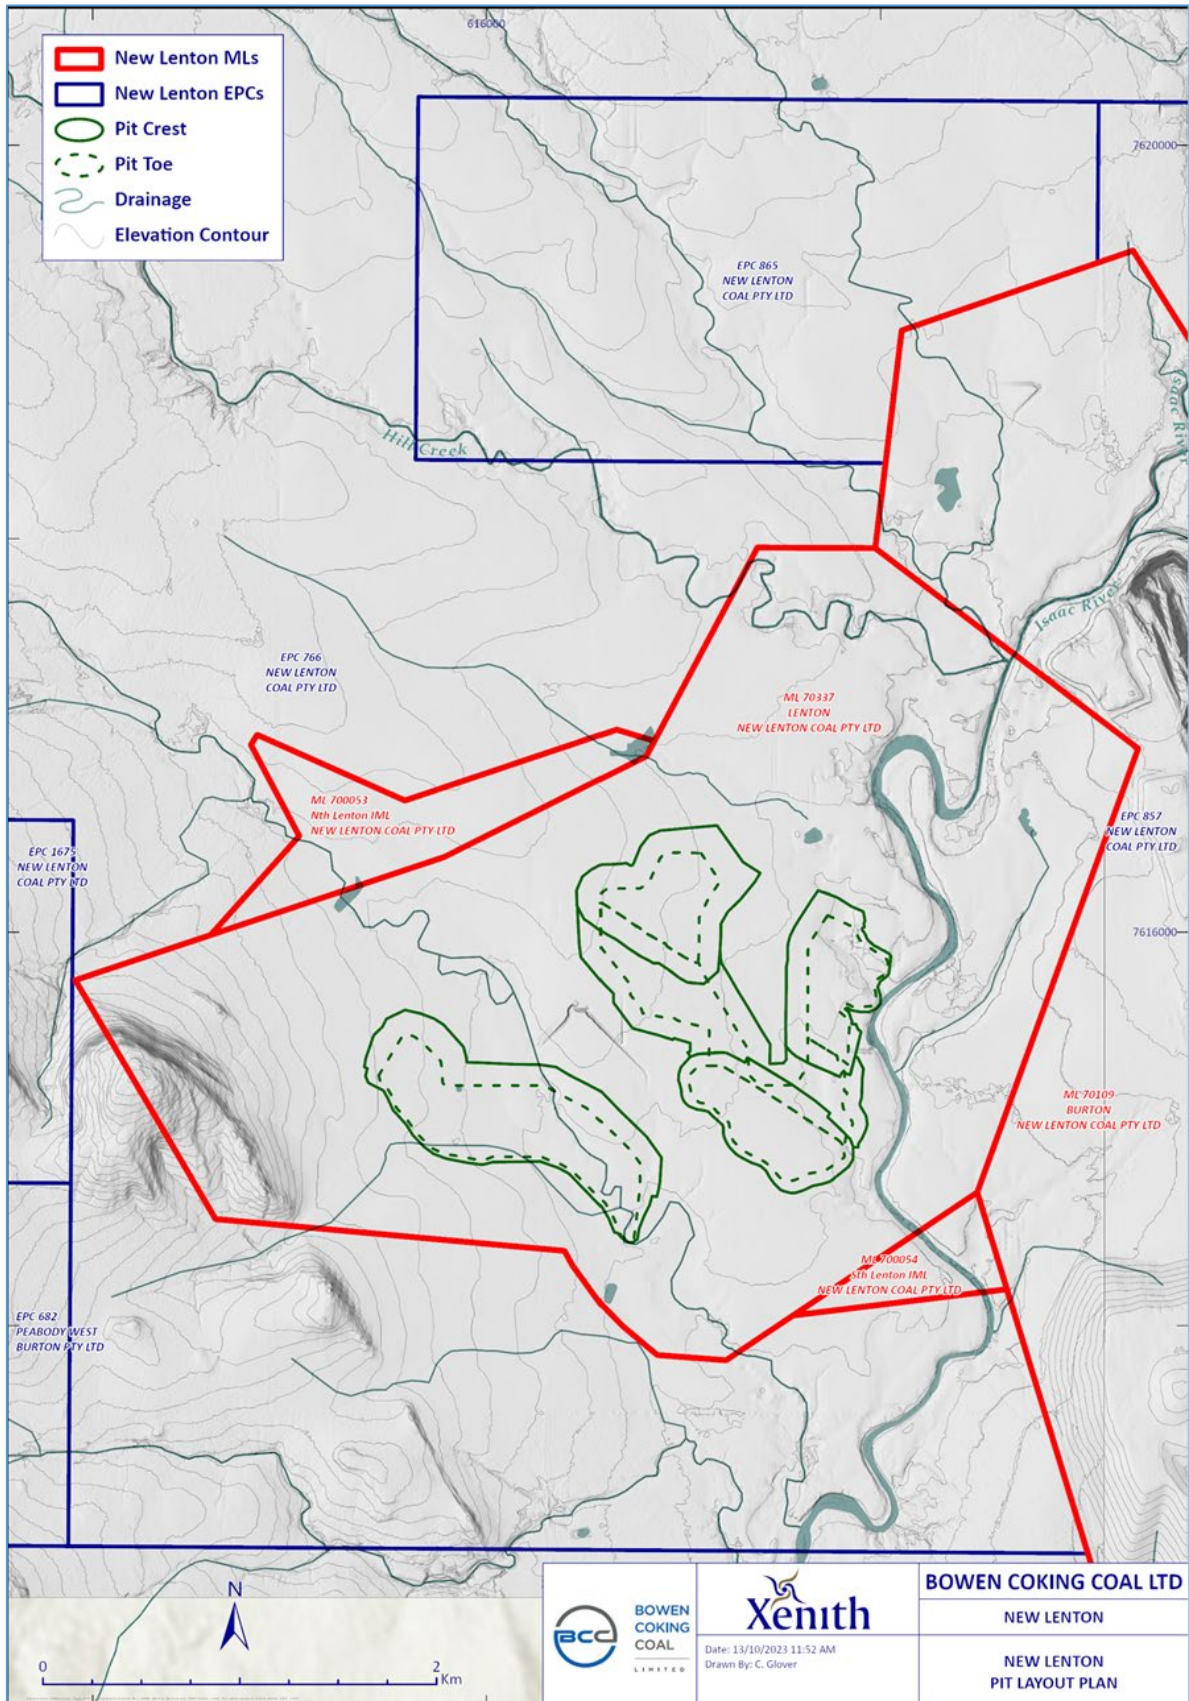 616000
New Lenton MLs
New Lenton EPCs
Pit Crest
Pit Toe
Drainage
Elevation Contour
7620000
EPC 865
NEW LENTON
COAL PTY LTD
Isaac River
Hill Creek
Isaac River
EPC 766
NEW LENTON
COAL PTY LTD
ML 70337
LENTON
NEW LENTON COAL PTY LTD
ML 700053
Nth Lenton IML
NEW LENTON COAL PTY LTD
EPC 857
NEW LENTON
COAL PTY LTD
EPC 1675
NEW LENTON
COAL PTY LTD
7616000
ML 70109
BURTON
NEW LENTON COAL PTY LTD
ML 700054
Sth Lenton IML
NEW LENTON COAL PTY LTD
EPC 682
PEABODY WEST
BURTON PTY LTD
N
0 2
Km
BCC
BOWEN
COKING
COAL
LIMITED
Xenith
Date: 13/10/2023 11:52 AM
Drawn By: C. Glover
BOWEN COKING COAL LTD
NEW LENTON
NEW LENTON
PIT LAYOUT PLAN